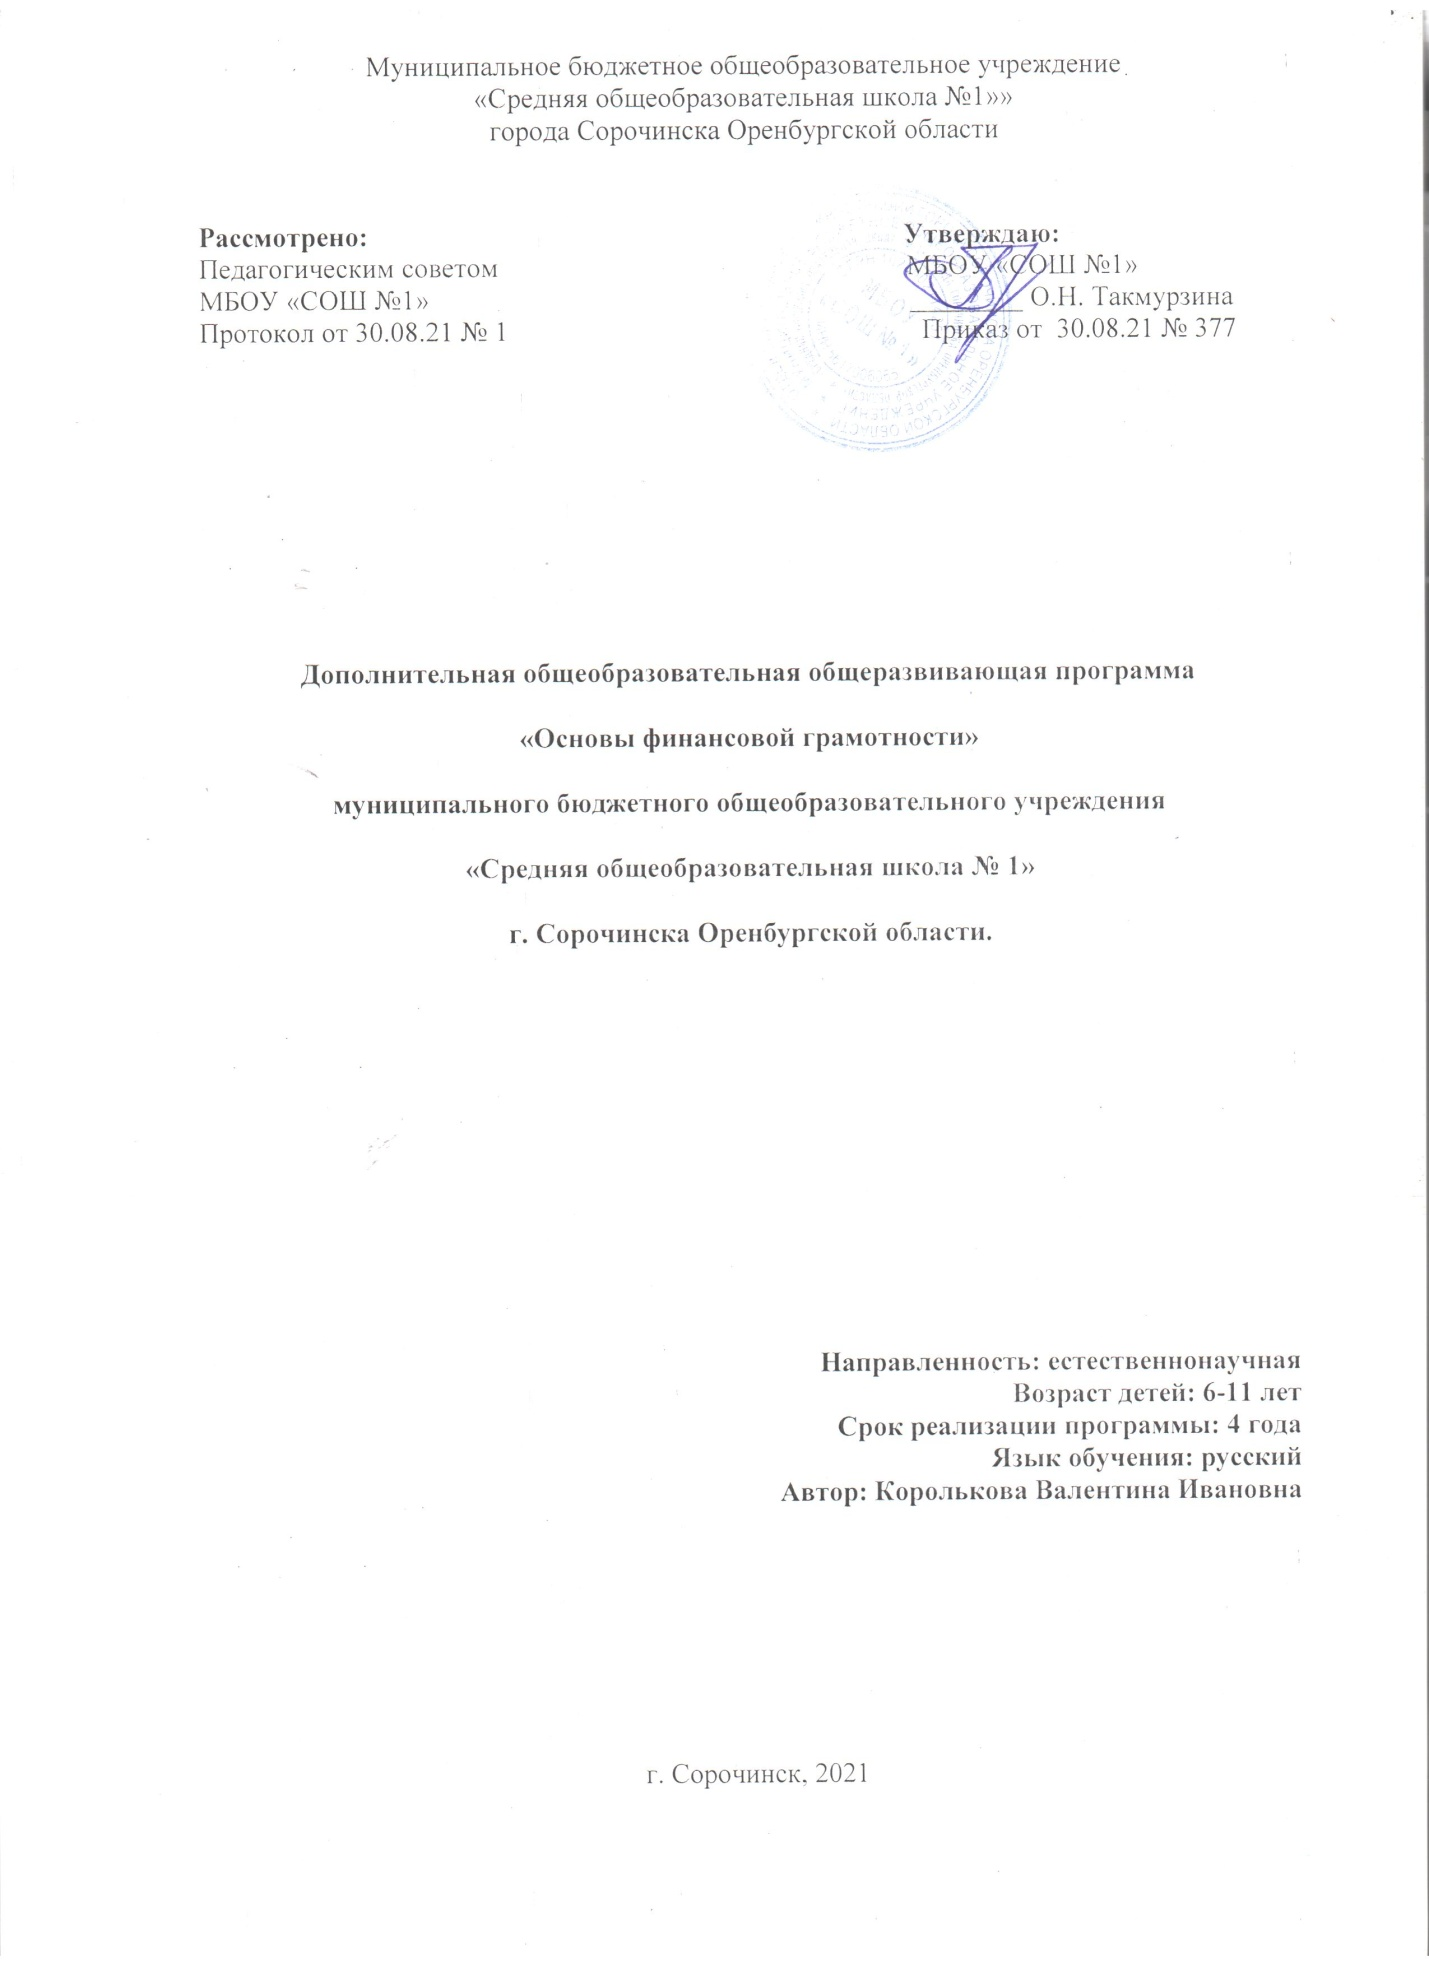 Муниципальное бюджетное общеобразовательное учреждение
«Средняя общеобразовательная школа №1»»
города Сорочинска Оренбургской области
Рассмотрено:
Педагогическим советом
МБОУ «СОШ №1»
Протокол от 30.08.21 № 1
Утверждаю:
МБОУ «СОШ №1»
________ О.Н. Такмурзина
Приказ от 30.08.21 № 377
Дополнительная общеобразовательная общеразвивающая программа
«Основы финансовой грамотности»
муниципального бюджетного общеобразовательного учреждения
«Средняя общеобразовательная школа № 1»
г. Сорочинска Оренбургской области.
Направленность: естественнонаучная
Возраст детей: 6-11 лет
Срок реализации программы: 4 года
Язык обучения: русский
Автор: Королькова Валентина Ивановна
г. Сорочинск, 2021